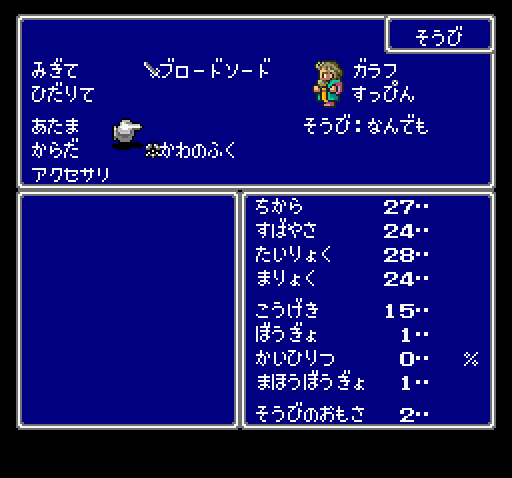 そうび
みぎて ブロードソード ガラフ
ひだりて すっぴん
あたま そうび：なんでも
からだ かわのふく
アクセサリ
ちから 27‥
すばやさ 24‥
たいりょく 28‥
まりょく 24‥
こうげき 15‥
ぼうぎょ 1‥
かいひりつ 0‥ %
まほうぼうぎょ 1‥
そうびのおもさ 2‥